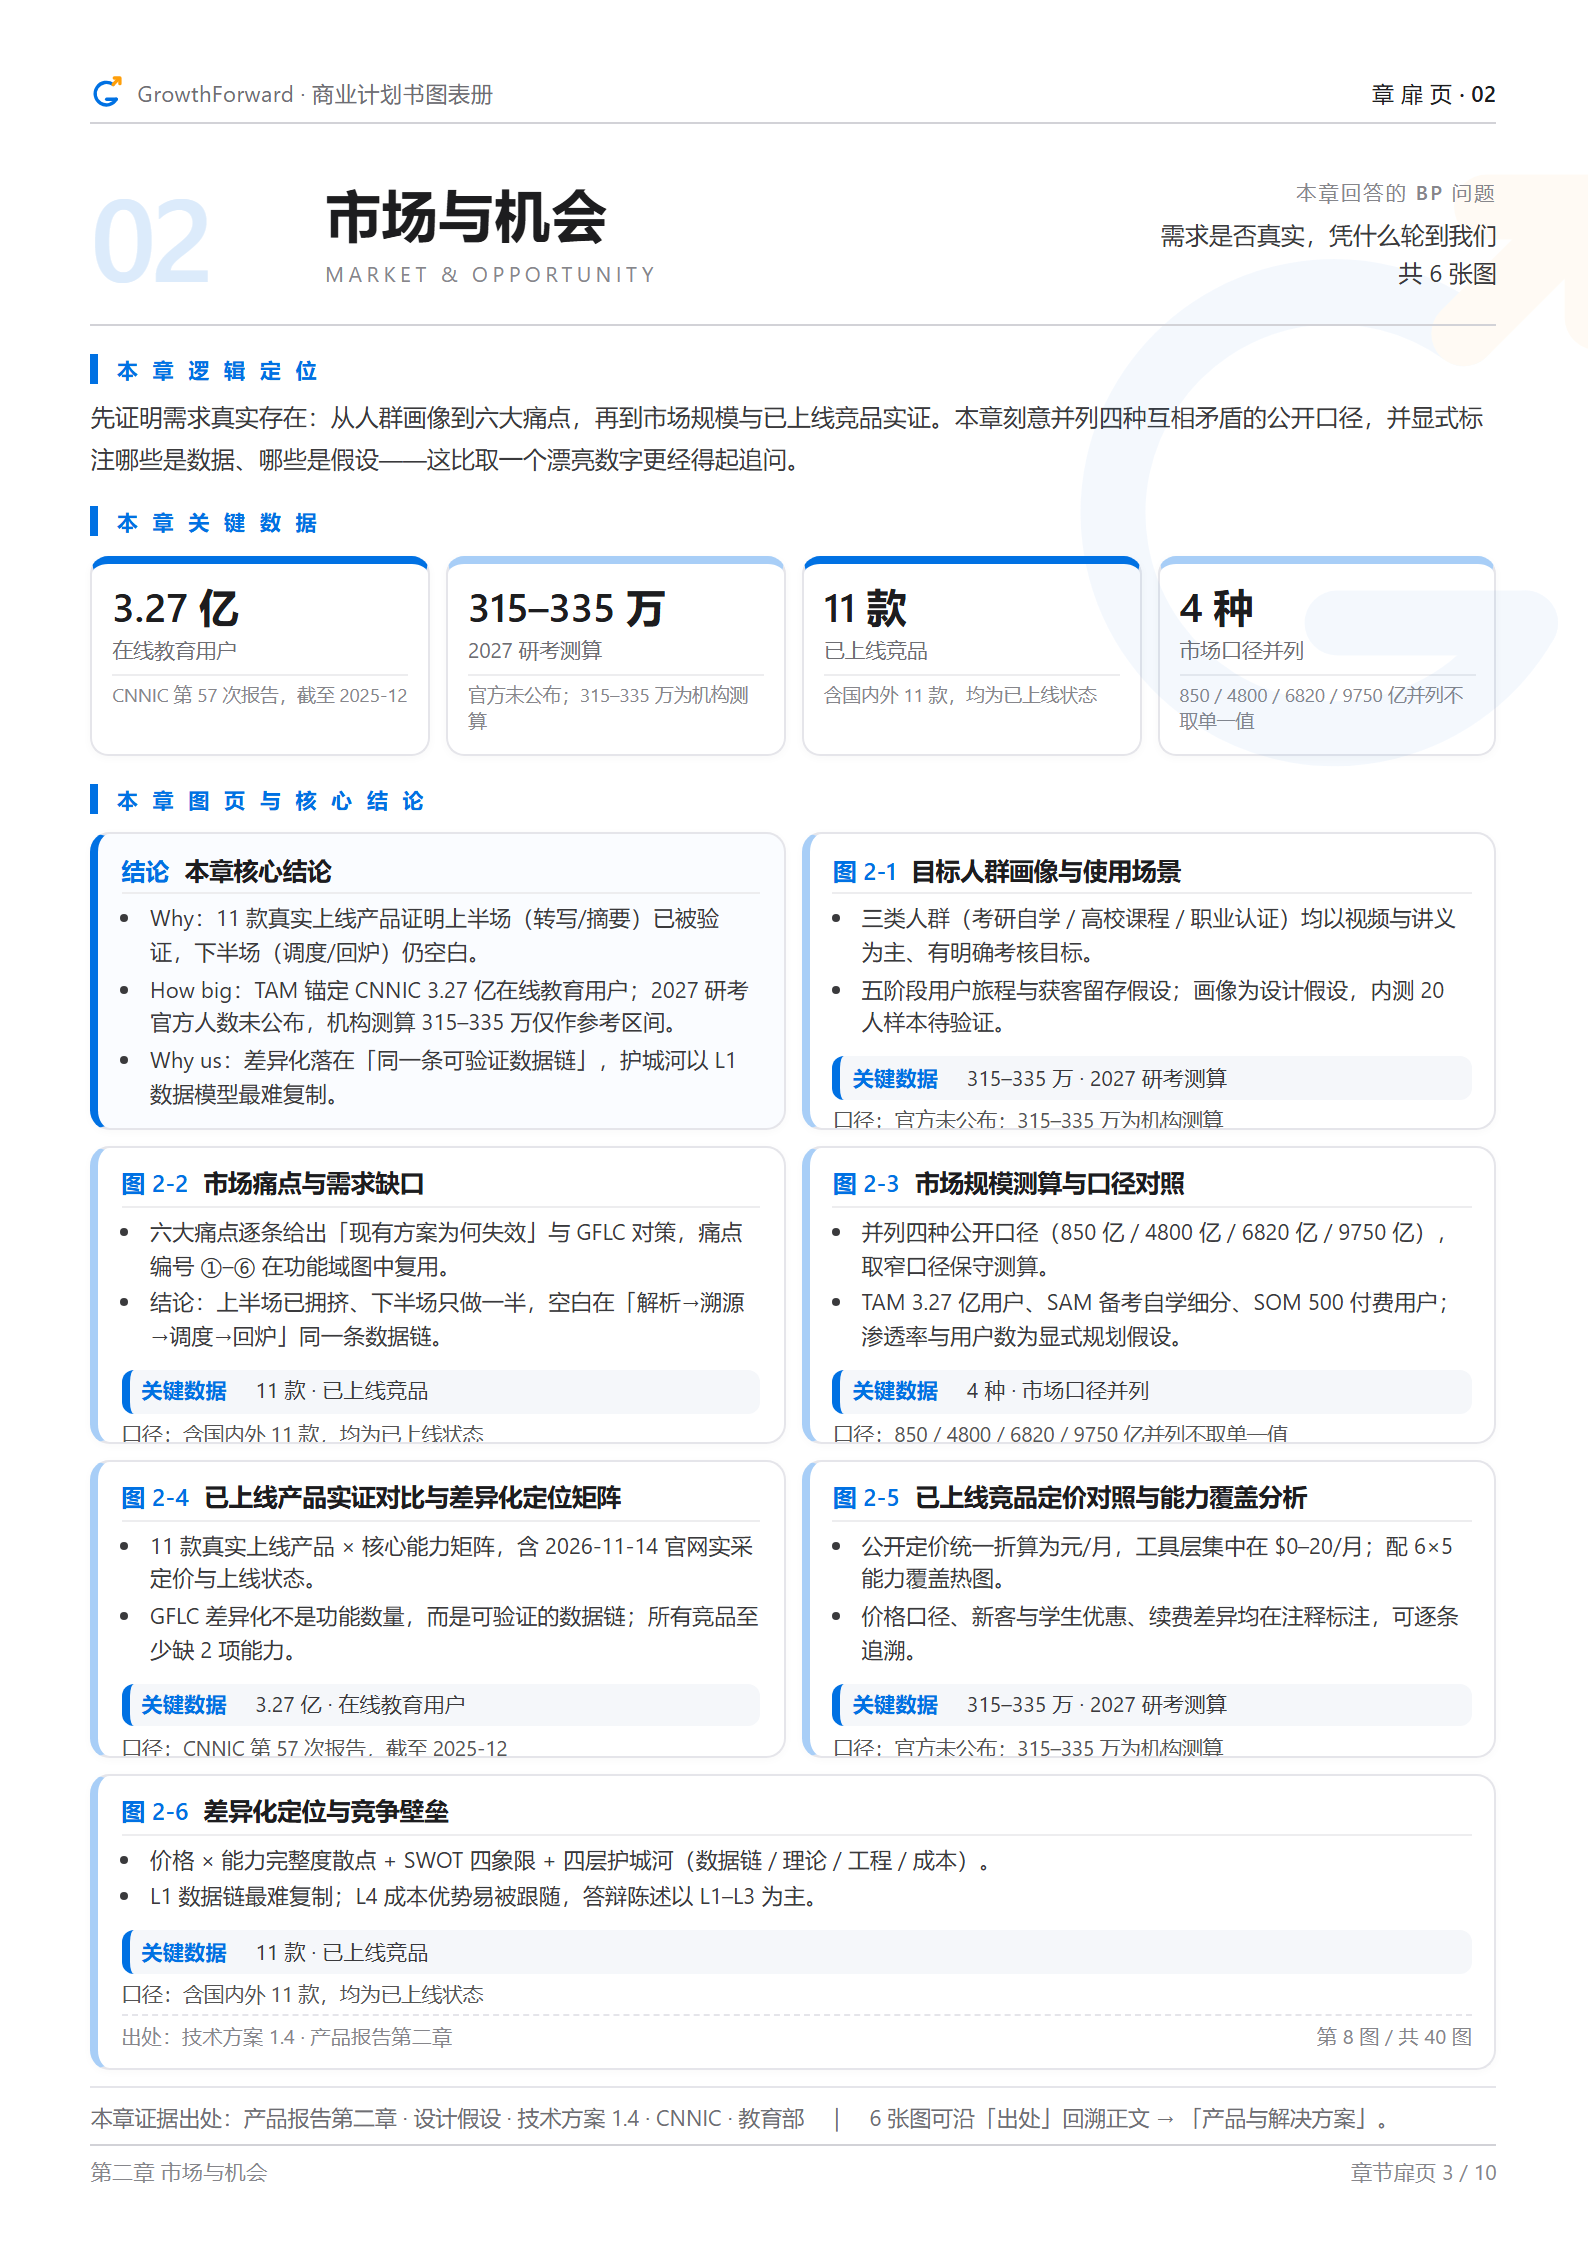 GrowthForward · 商业计划书图表册
章 扉 页 · 02
02
市场与机会
MARKET & OPPORTUNITY
本章回答的 BP 问题
需求是否真实，凭什么轮到我们
共 6 张图
本章逻辑定位
先证明需求真实存在：从人群画像到六大痛点，再到市场规模与已上线竞品实证。本章刻意并列四种互相矛盾的公开口径，并显式标
注哪些是数据、哪些是假设——这比取一个漂亮数字更经得起追问。
本章关键数据
3.27 亿
在线教育用户
CNNIC 第 57 次报告，截至 2025-12
315–335 万
2027 研考测算
官方未公布；315–335 万为机构测
算
11 款
已上线竞品
含国内外 11 款，均为已上线状态
4 种
市场口径并列
850 / 4800 / 6820 / 9750 亿并列不
取单一值
本章图页与核心结论
结论 本章核心结论
• Why：11 款真实上线产品证明上半场（转写/摘要）已被验
证，下半场（调度/回炉）仍空白。
• How big：TAM 锚定 CNNIC 3.27 亿在线教育用户；2027 研考
官方人数未公布，机构测算 315–335 万仅作参考区间。
• Why us：差异化落在「同一条可验证数据链」，护城河以 L1
数据模型最难复制。
图 2-1 目标人群画像与使用场景
• 三类人群（考研自学 / 高校课程 / 职业认证）均以视频与讲义
为主、有明确考核目标。
• 五阶段用户旅程与获客留存假设；画像为设计假设，内测 20
人样本待验证。
关键数据 315–335 万 · 2027 研考测算
口径：官方未公布；315–335 万为机构测算
图 2-2 市场痛点与需求缺口
• 六大痛点逐条给出「现有方案为何失效」与 GFLC 对策，痛点
编号 ①–⑥ 在功能域图中复用。
• 结论：上半场已拥挤、下半场只做一半，空白在「解析→溯源
→调度→回炉」同一条数据链。
关键数据 11 款 · 已上线竞品
口径：含国内外 11 款，均为已上线状态
图 2-3 市场规模测算与口径对照
• 并列四种公开口径（850 亿 / 4800 亿 / 6820 亿 / 9750 亿），
取窄口径保守测算。
• TAM 3.27 亿用户、SAM 备考自学细分、SOM 500 付费用户；
渗透率与用户数为显式规划假设。
关键数据 4 种 · 市场口径并列
口径：850 / 4800 / 6820 / 9750 亿并列不取单一值
图 2-4 已上线产品实证对比与差异化定位矩阵
• 11 款真实上线产品 × 核心能力矩阵，含 2026-11-14 官网实采
定价与上线状态。
• GFLC 差异化不是功能数量，而是可验证的数据链；所有竞品至
少缺 2 项能力。
关键数据 3.27 亿 · 在线教育用户
口径：CNNIC 第 57 次报告，截至 2025-12
图 2-5 已上线竞品定价对照与能力覆盖分析
• 公开定价统一折算为元/月，工具层集中在 $0–20/月；配 6×5
能力覆盖热图。
• 价格口径、新客与学生优惠、续费差异均在注释标注，可逐条
追溯。
关键数据 315–335 万 · 2027 研考测算
口径：官方未公布；315–335 万为机构测算
图 2-6 差异化定位与竞争壁垒
• 价格 × 能力完整度散点 + SWOT 四象限 + 四层护城河（数据链 / 理论 / 工程 / 成本）。
• L1 数据链最难复制；L4 成本优势易被跟随，答辩陈述以 L1–L3 为主。
关键数据 11 款 · 已上线竞品
口径：含国内外 11 款，均为已上线状态
出处：技术方案 1.4 · 产品报告第二章
第 8 图 / 共 40 图
本章证据出处：产品报告第二章 · 设计假设 · 技术方案 1.4 · CNNIC · 教育部 | 6 张图可沿「出处」回溯正文 → 「产品与解决方案」。
第二章 市场与机会
章节扉页 3 / 10